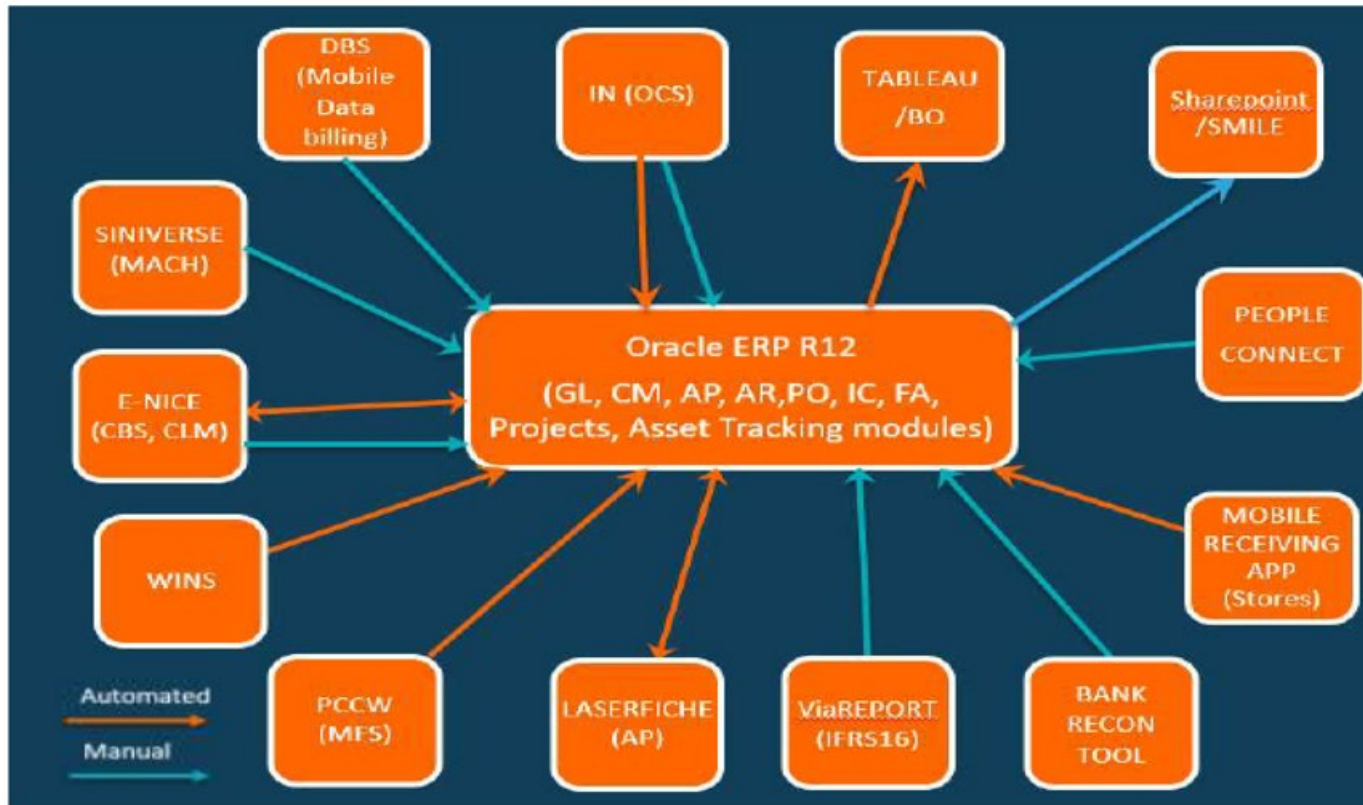 DBS
(Mobile
Data
billing)
IN (OCS)
TABLEAU
/BO
Sharepoint
/SMILE
SINIVERSE
(MACH)
PEOPLE
CONNECT
Oracle ERP R12
(GL, CM, AP, AR,PO, IC, FA,
Projects, Asset Tracking modules)
E-NICE
(CBS, CLM)
WINS
MOBILE
RECEIVING
APP
(Stores)
PCCW
(MFS)
LASERFICHE
(AP)
ViaREPORT
(IFRS16)
BANK
RECON
TOOL
Automated
Manual